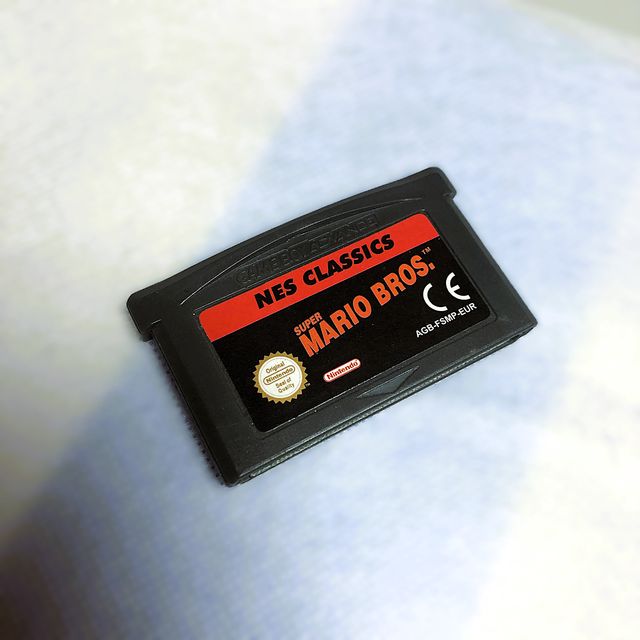 GAME BOY ADVANCE
NES CLASSICS
SUPER
MARIO BROS.™
CE
AGB-FSMP-EUR
Original
Nintendo
Seal of
Quality
Nintendo